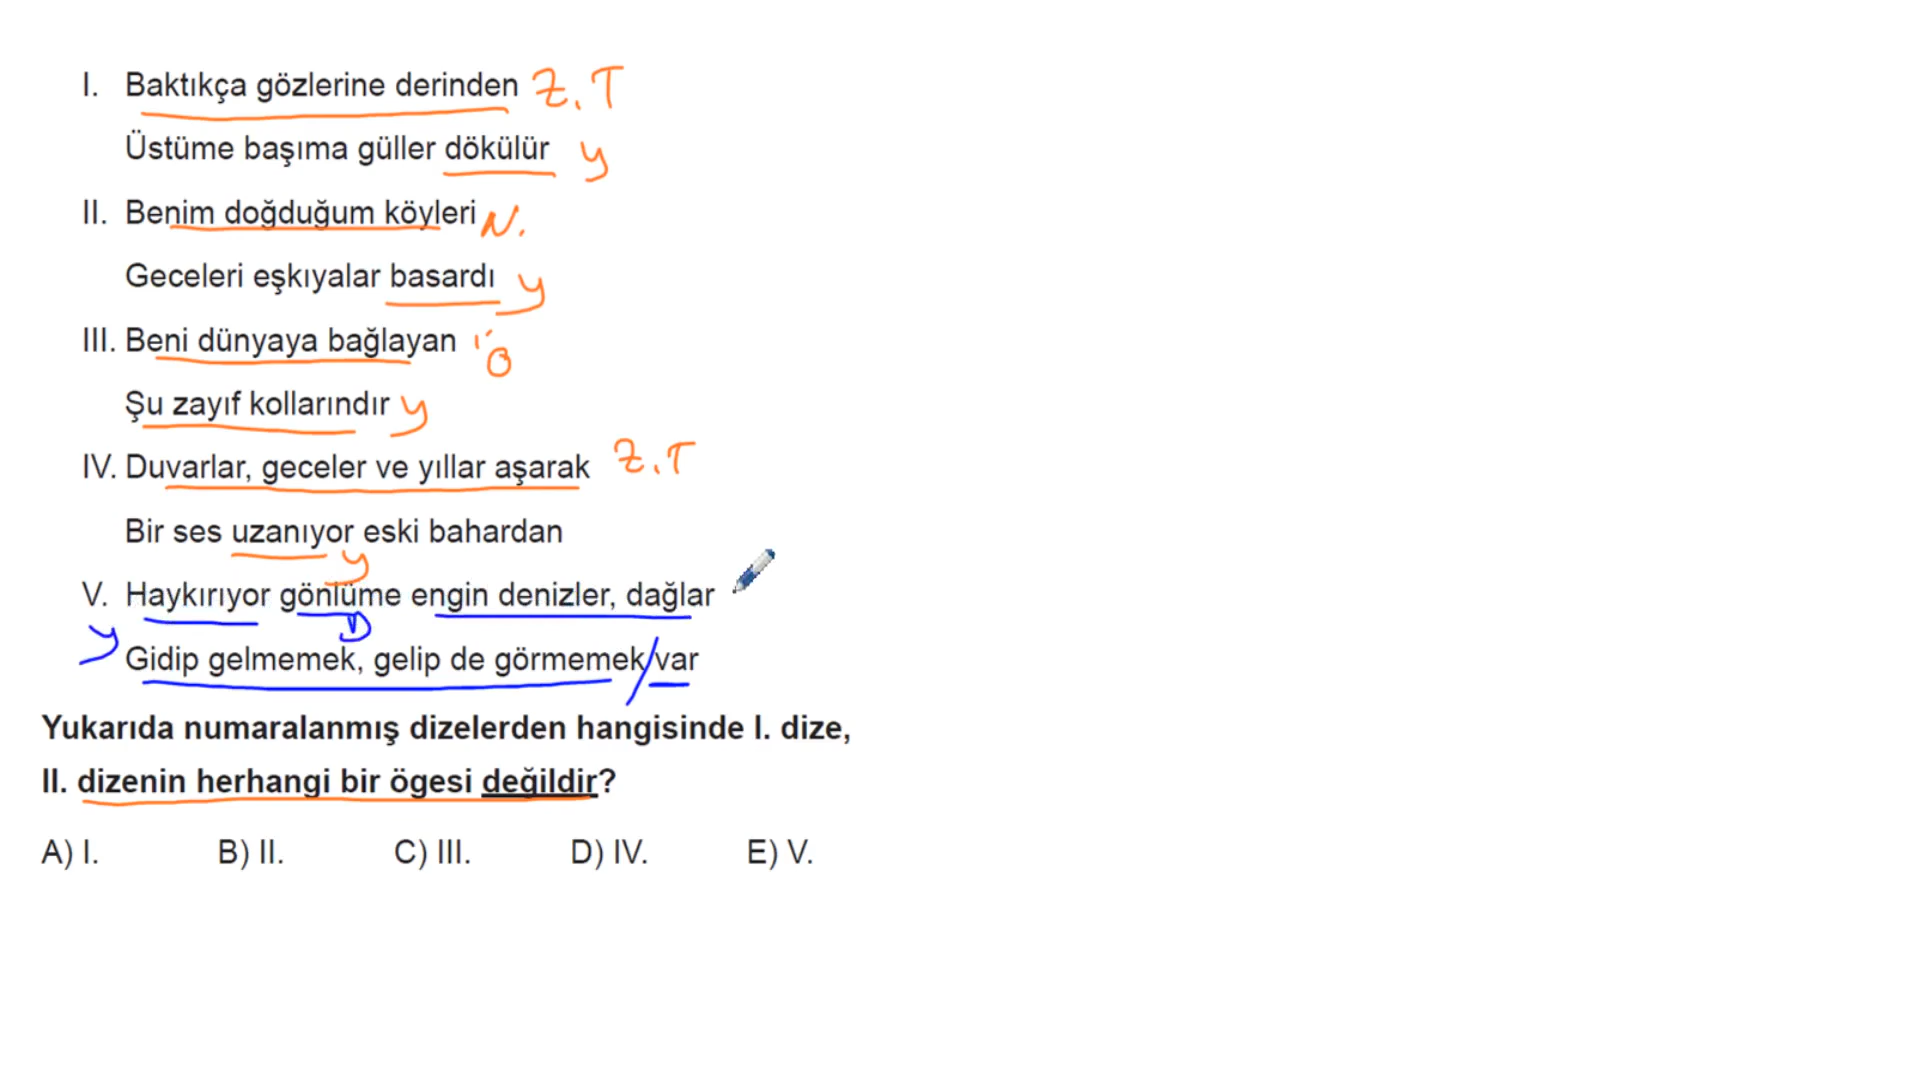 I. Baktıkça gözlerine derinden Z.T
Üstüme başıma güller dökülür y
II. Benim doğduğum köyleri N.
Geceleri eşkıyalar basardı y
III. Beni dünyaya bağlayan Ö
Şu zayıf kollarındır y
IV. Duvarlar, geceler ve yıllar aşarak Z.T
Bir ses uzanıyor eski bahardan
y
V. Haykırıyor gönlüme engin denizler, dağlar
y D
Gidip gelmemek, gelip de görmemek/var
Yukarıda numaralanmış dizelerden hangisinde I. dize,
II. dizenin herhangi bir ögesi değildir?
A) I. B) II. C) III. D) IV. E) V.